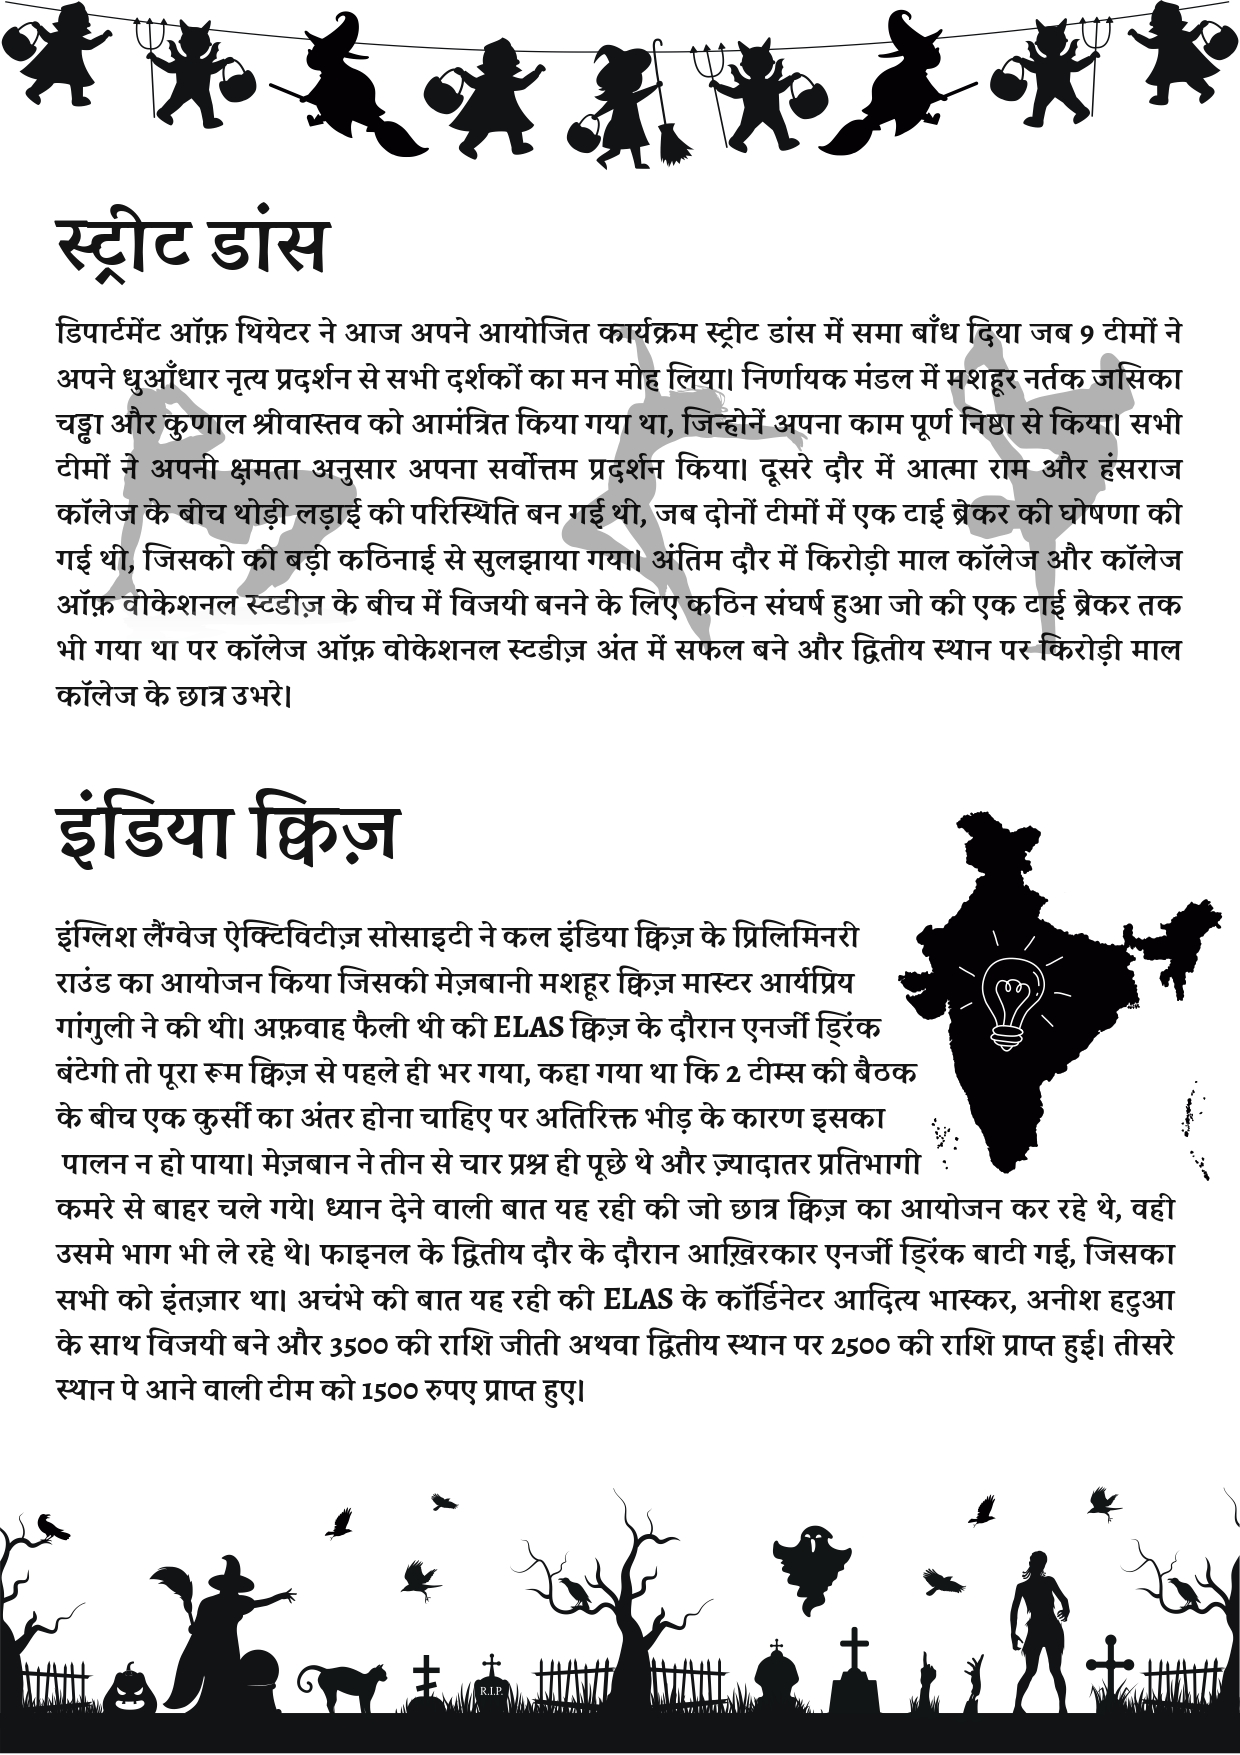 स्ट्रीट डांस
डिपार्टमेंट ऑफ़ थियेटर ने आज अपने आयोजित कार्यक्रम स्ट्रीट डांस में समा बाँध दिया जब 9 टीमों ने
अपने धुआँधार नृत्य प्रदर्शन से सभी दर्शकों का मन मोह लिया। निर्णायक मंडल में मशहूर नर्तक जसिका
चड्ढा और कुणाल श्रीवास्तव को आमंत्रित किया गया था, जिन्होनें अपना काम पूर्ण निष्ठा से किया। सभी
टीमों ने अपनी क्षमता अनुसार अपना सर्वोत्तम प्रदर्शन किया। दूसरे दौर में आत्मा राम और हंसराज
कॉलेज के बीच थोड़ी लड़ाई की परिस्थिति बन गई थी, जब दोनों टीमों में एक टाई ब्रेकर की घोषणा की
गई थी, जिसको की बड़ी कठिनाई से सुलझाया गया। अंतिम दौर में किरोड़ी माल कॉलेज और कॉलेज
ऑफ़ वोकेशनल स्टडीज़ के बीच में विजयी बनने के लिए कठिन संघर्ष हुआ जो की एक टाई ब्रेकर तक
भी गया था पर कॉलेज ऑफ़ वोकेशनल स्टडीज़ अंत में सफल बने और द्वितीय स्थान पर किरोड़ी माल
कॉलेज के छात्र उभरे।
इंडिया क्विज़
इंग्लिश लैंग्वेज ऐक्टिविटीज़ सोसाइटी ने कल इंडिया क्विज़ के प्रिलिमिनरी
राउंड का आयोजन किया जिसकी मेज़बानी मशहूर क्विज़ मास्टर आर्यप्रिय
गांगुली ने की थी। अफ़वाह फैली थी की ELAS क्विज़ के दौरान एनर्जी ड्रिंक
बंटेगी तो पूरा रूम क्विज़ से पहले ही भर गया, कहा गया था कि 2 टीम्स की बैठक
के बीच एक कुर्सी का अंतर होना चाहिए पर अतिरिक्त भीड़ के कारण इसका
पालन न हो पाया। मेज़बान ने तीन से चार प्रश्न ही पूछे थे और ज़्यादातर प्रतिभागी
कमरे से बाहर चले गये। ध्यान देने वाली बात यह रही की जो छात्र क्विज़ का आयोजन कर रहे थे, वही
उसमे भाग भी ले रहे थे। फाइनल के द्वितीय दौर के दौरान आख़िरकार एनर्जी ड्रिंक बाटी गई, जिसका
सभी को इंतज़ार था। अचंभे की बात यह रही की ELAS के कॉर्डिनेटर आदित्य भास्कर, अनीश हटुआ
के साथ विजयी बने और 3500 की राशि जीती अथवा द्वितीय स्थान पर 2500 की राशि प्राप्त हुई। तीसरे
स्थान पे आने वाली टीम को 1500 रुपए प्राप्त हुए।
R.I.P.